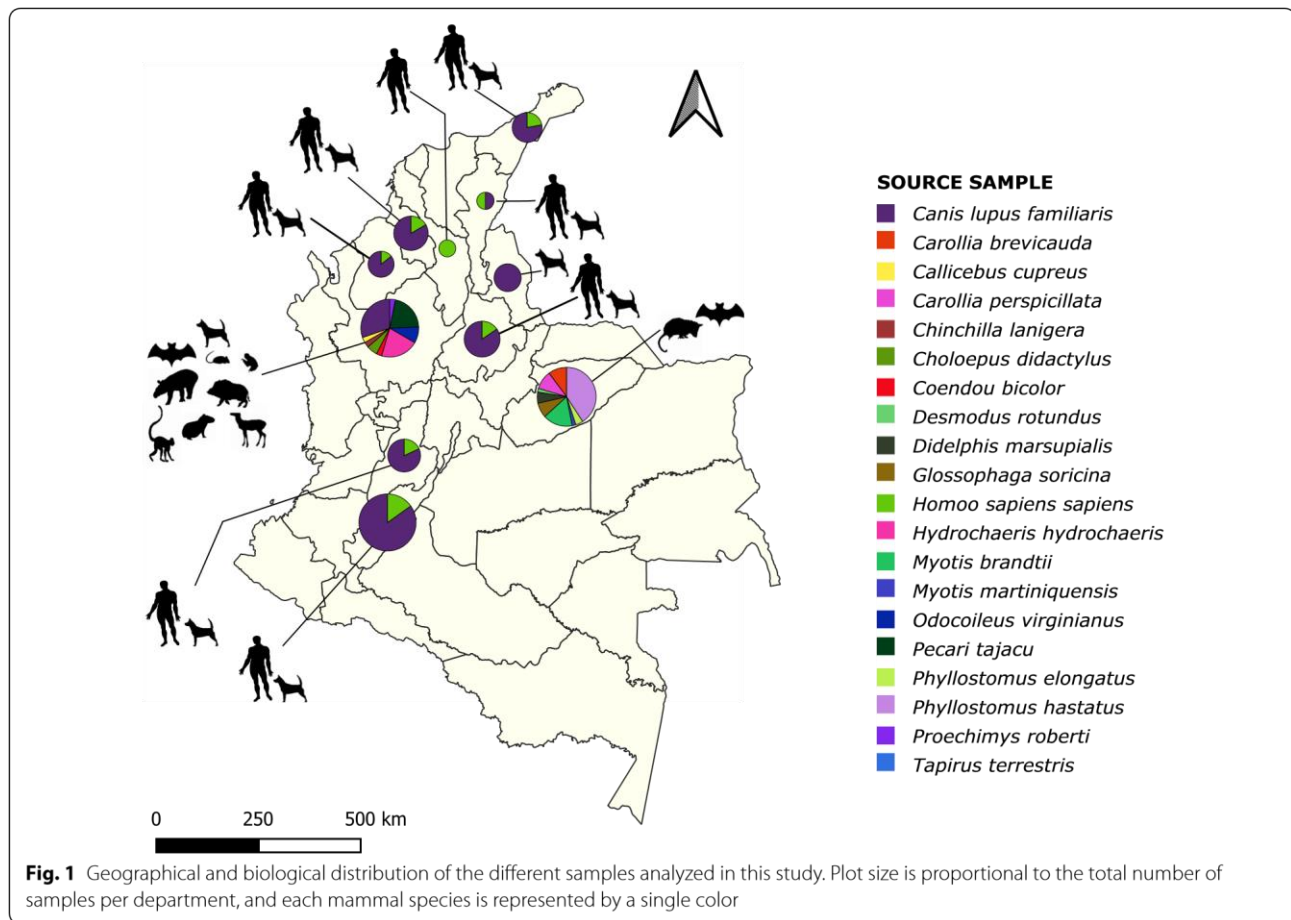 SOURCE SAMPLE
Canis lupus familiaris
Carollia brevicauda
Callicebus cupreus
Carollia perspicillata
Chinchilla lanigera
Choloepus didactylus
Coendou bicolor
Desmodus rotundus
Didelphis marsupialis
Glossophaga soricina
Homoo sapiens sapiens
Hydrochaeris hydrochaeris
Myotis brandtii
Myotis martiniquensis
Odocoileus virginianus
Pecari tajacu
Phyllostomus elongatus
Phyllostomus hastatus
Proechimys roberti
Tapirus terrestris
0 250 500 km
Fig. 1 Geographical and biological distribution of the different samples analyzed in this study. Plot size is proportional to the total number of
samples per department, and each mammal species is represented by a single color